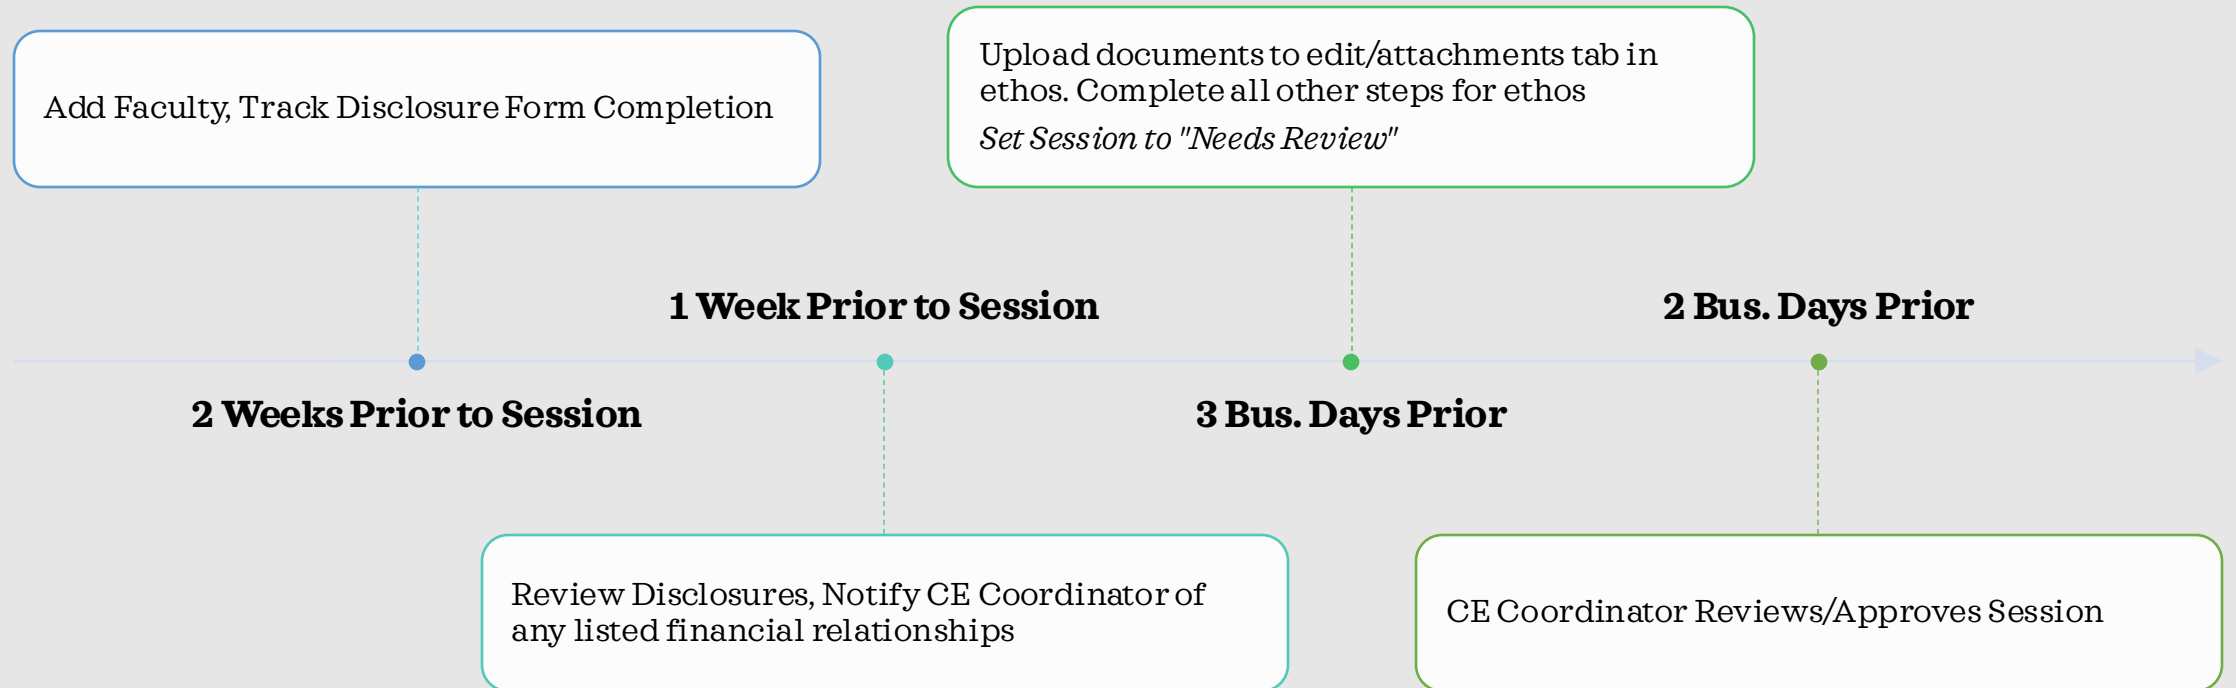 Add Faculty, Track Disclosure Form Completion
2 Weeks Prior to Session
1 Week Prior to Session
Review Disclosures, Notify CE Coordinator of
any listed financial relationships
Upload documents to edit/attachments tab in
ethos. Complete all other steps for ethos
Set Session to "Needs Review"
3 Bus. Days Prior
2 Bus. Days Prior
CE Coordinator Reviews/Approves Session